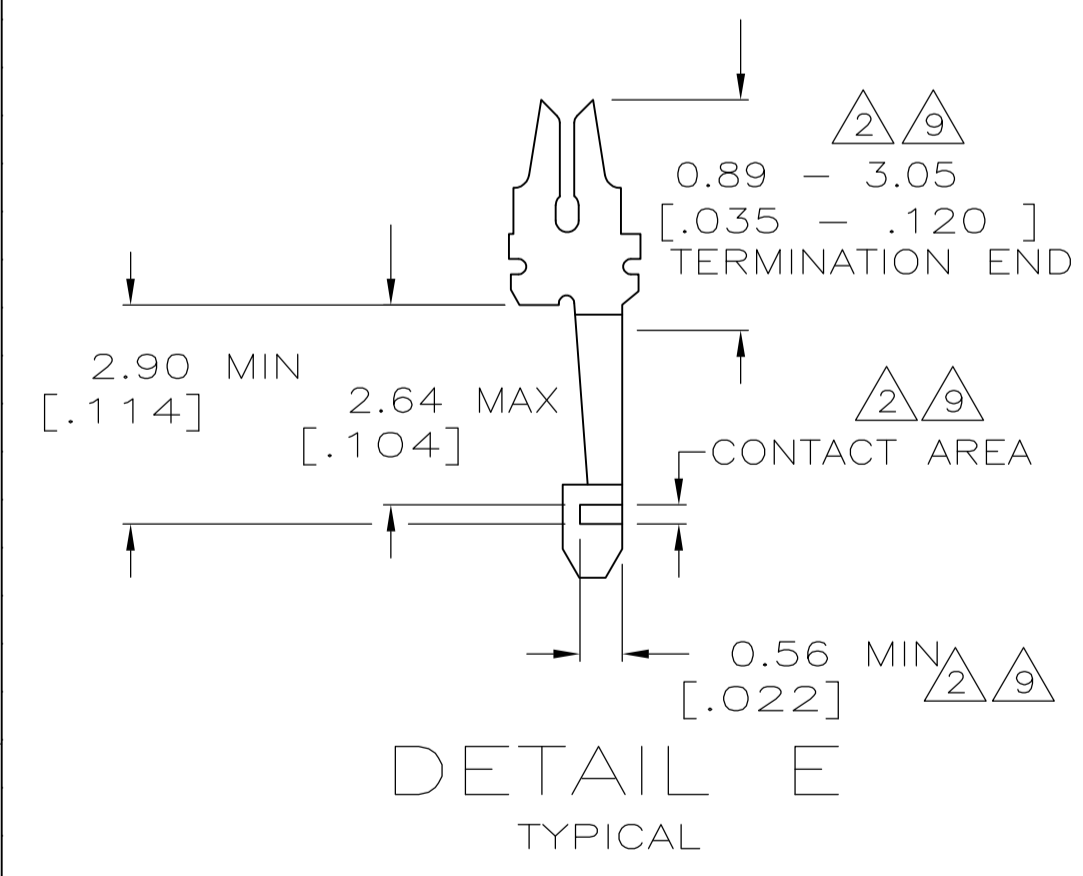 2 9
0.89 - 3.05
[.035 - .120 ]
TERMINATION END
2.90 MIN
[.114]
2.64 MAX
[.104]
2 9
CONTACT AREA
0.56 MIN
[.022]
2 9
DETAIL E
TYPICAL